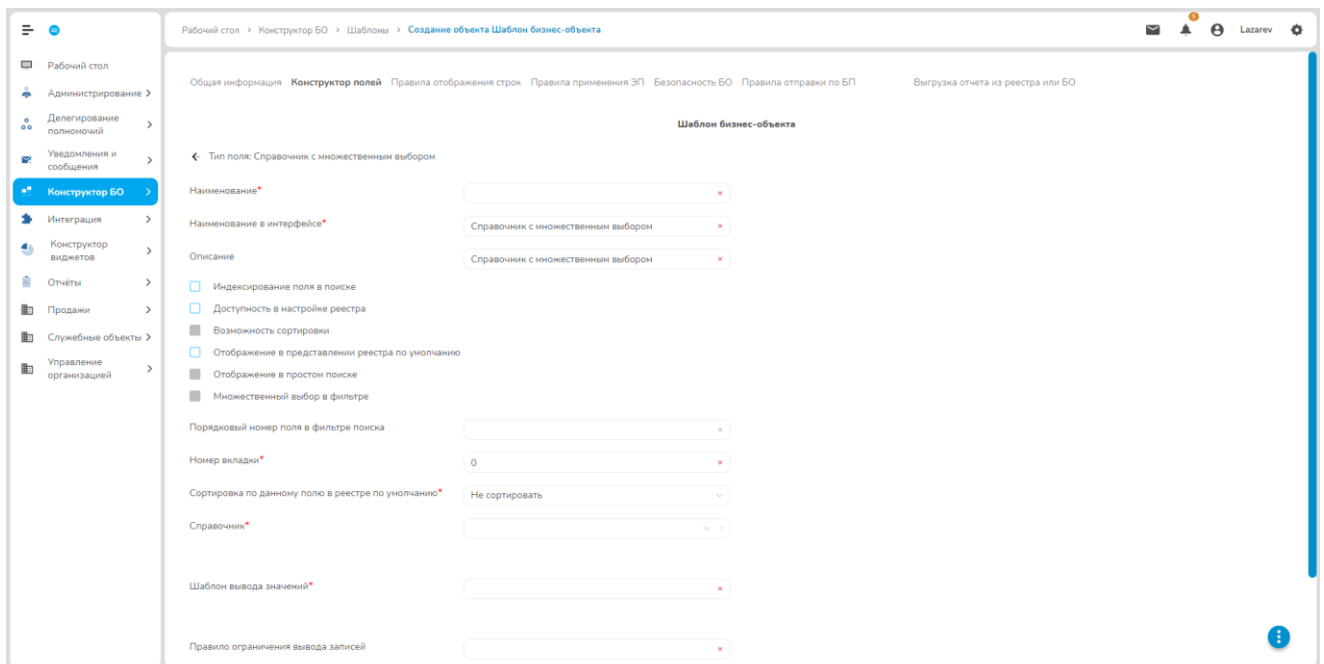 Рабочий стол > Конструктор БО > Шаблоны > Создание объекта Шаблон бизнес-объекта
5
Lazarev
Рабочий стол
Администрирование
Делегирование
полномочий
Уведомления и
сообщения
Конструктор БО
Интеграция
Конструктор
виджетов
Отчёты
Продажи
Служебные объекты
Управление
организацией
Общая информация Конструктор полей Правила отображения строк Правила применения ЭП Безопасность БО Правила отправки по БП Выгрузка отчета из реестра или БО
Шаблон бизнес-объекта
Тип поля: Справочник с множественным выбором
Наименование*
Наименование в интерфейсе* Справочник с множественным выбором
Описание Справочник с множественным выбором
Индексирование поля в поиске
Доступность в настройке реестра
Возможность сортировки
Отображение в представлении реестра по умолчанию
Отображение в простом поиске
Множественный выбор в фильтре
Порядковый номер поля в фильтре поиска
Номер вкладки* 0
Сортировка по данному полю в реестре по умолчанию* Не сортировать
Справочник*
Шаблон вывода значений*
Правило ограничения вывода записей